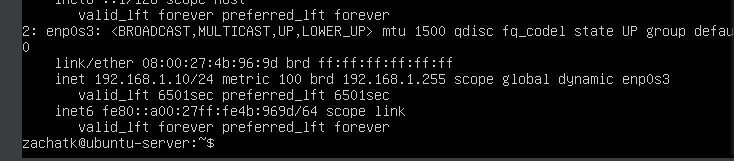 inet6 ::1/128 scope host
valid_lft forever preferred_lft forever
2: enp0s3: <BROADCAST,MULTICAST,UP,LOWER_UP> mtu 1500 qdisc fq_codel state UP group defau
0
link/ether 08:00:27:4b:96:9d brd ff:ff:ff:ff:ff:ff
inet 192.168.1.10/24 metric 100 brd 192.168.1.255 scope global dynamic enp0s3
valid_lft 6501sec preferred_lft 6501sec
inet6 fe80::a00:27ff:fe4b:969d/64 scope link
valid_lft forever preferred_lft forever
zachatk@ubuntu-server:~$